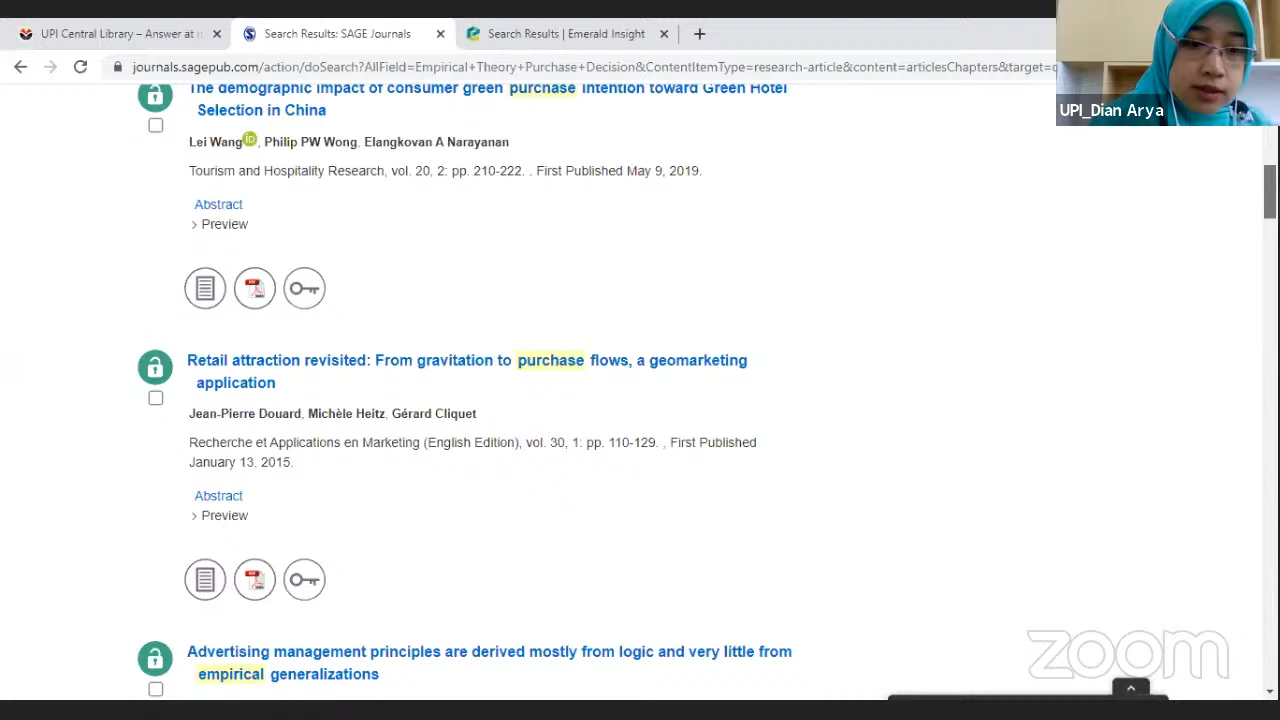 UPI Central Library – Answer at
Search Results: SAGE Journals
Search Results | Emerald Insight
journals.sagepub.com/action/doSearch?AllField=Empirical+Theory+Purchase+Decision&ContentItemType=research-article&content=articlesChapters&target=
UPI_Dian Arya
The demographic impact of consumer green purchase intention toward Green Hotel
Selection in China
Lei Wang iD, Philip PW Wong, Elangkovan A Narayanan
Tourism and Hospitality Research, vol. 20, 2: pp. 210-222. , First Published May 9, 2019.
Abstract
> Preview
PDF
Retail attraction revisited: From gravitation to purchase flows, a geomarketing
application
Jean-Pierre Douard, Michèle Heitz, Gérard Cliquet
Recherche et Applications en Marketing (English Edition), vol. 30, 1: pp. 110-129. , First Published
January 13, 2015.
Abstract
> Preview
PDF
Advertising management principles are derived mostly from logic and very little from
empirical generalizations
zoom